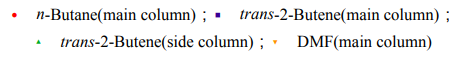 n-Butane(main column)； trans-2-Butene(main column)；
trans-2-Butene(side column)； DMF(main column)